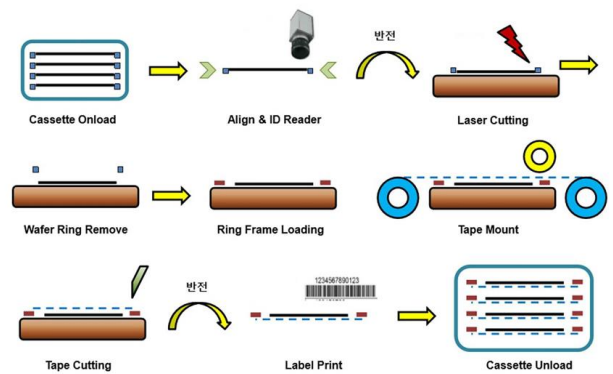 반전
Cassette Onload
Align & ID Reader
Laser Cutting
Wafer Ring Remove
Ring Frame Loading
Tape Mount
반전
1234567890123
Tape Cutting
Label Print
Cassette Unload